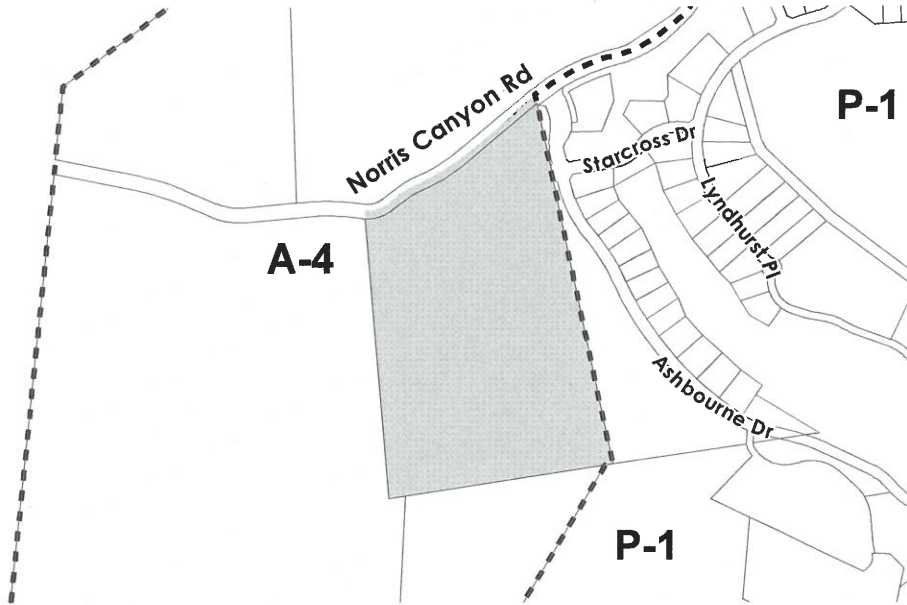 Norris Canyon Rd
P-1
Starcross Dr
Lyndhurst Pl
A-4
Ashbourne Dr
P-1